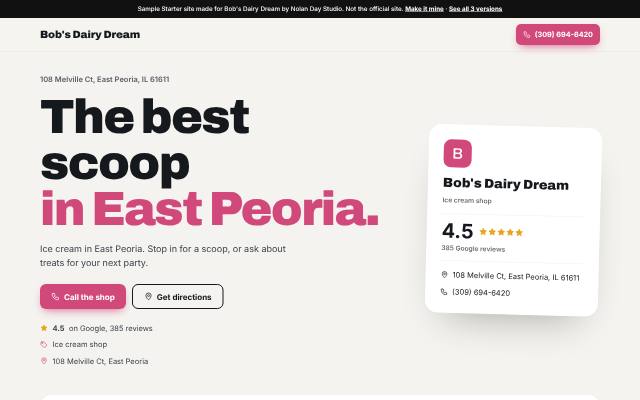 Sample Starter site made for Bob's Dairy Dream by Nolan Day Studio. Not the official site. Make it mine · See all 3 versions
Bob's Dairy Dream
(309) 694-6420
108 Melville Ct, East Peoria, IL 61611
The best
scoop
in East Peoria.
Ice cream in East Peoria. Stop in for a scoop, or ask about
treats for your next party.
Call the shop
Get directions
4.5 on Google, 385 reviews
Ice cream shop
108 Melville Ct, East Peoria
B
Bob's Dairy Dream
Ice cream shop
4.5 ★★★★★
385 Google reviews
108 Melville Ct, East Peoria, IL 61611
(309) 694-6420